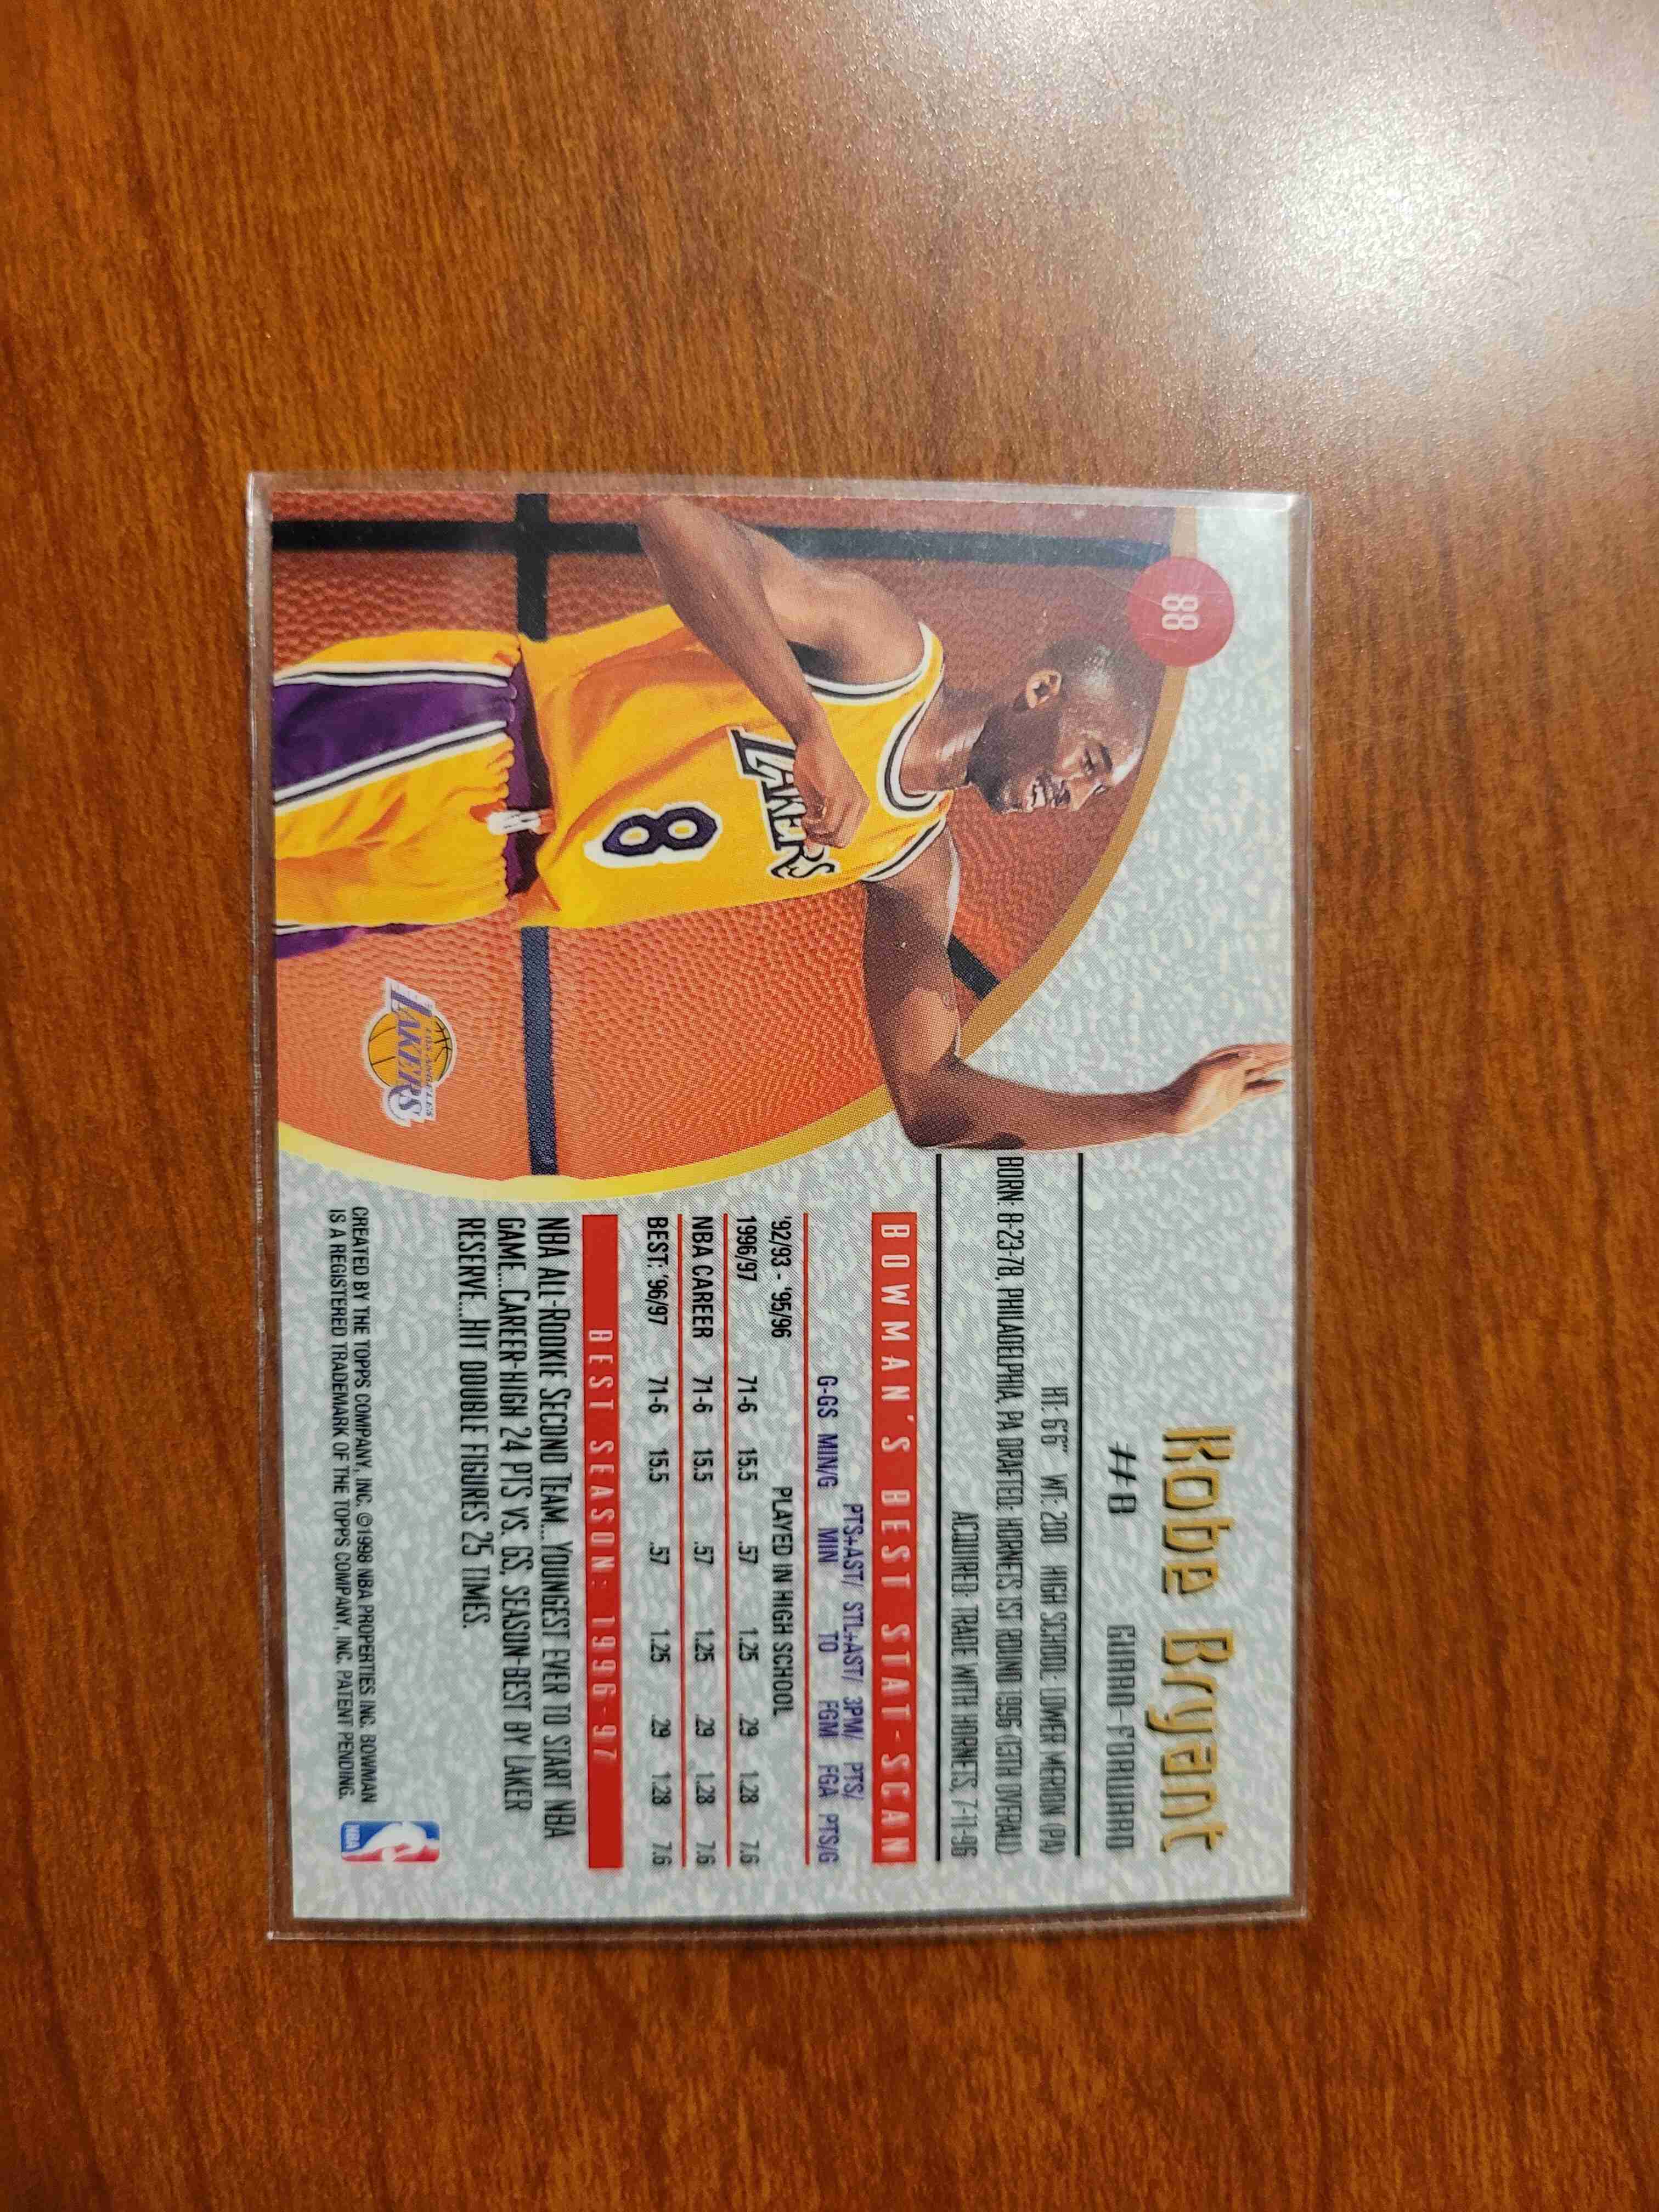 88
Kobe Bryant
#8 GUARD-FORWARD
HT: 6'6" WT: 200 HIGH SCHOOL: LOWER MERION (PA)
BORN: 8-23-78, PHILADELPHIA, PA DRAFTED: HORNETS 1ST ROUND 1996 (13TH OVERALL)
ACQUIRED: TRADE WITH HORNETS, 7-11-96
BOWMAN'S BEST STAT-SCAN
PTS+AST/ STL+AST/ 3PM/ PTS/
G-GS MIN/G MIN TO FGM FGA PTS/G
'92/93 - '95/96 PLAYED IN HIGH SCHOOL
1996/97 71-6 15.5 .57 1.25 .29 1.28 7.6
NBA CAREER 71-6 15.5 .57 1.25 .29 1.28 7.6
BEST: '96/97 71-6 15.5 .57 1.25 .29 1.28 7.6
BEST SEASON: 1996-97
NBA ALL-ROOKIE SECOND TEAM... YOUNGEST EVER TO START NBA
GAME...CAREER-HIGH 24 PTS VS. GS, SEASON-BEST BY LAKER
RESERVE...HIT DOUBLE FIGURES 25 TIMES.
CREATED BY THE TOPPS COMPANY, INC. ©1998 NBA PROPERTIES INC. BOWMAN
IS A REGISTERED TRADEMARK OF THE TOPPS COMPANY, INC. PATENT PENDING.
LAKERS
8
LOS ANGELES
LAKERS
NBA